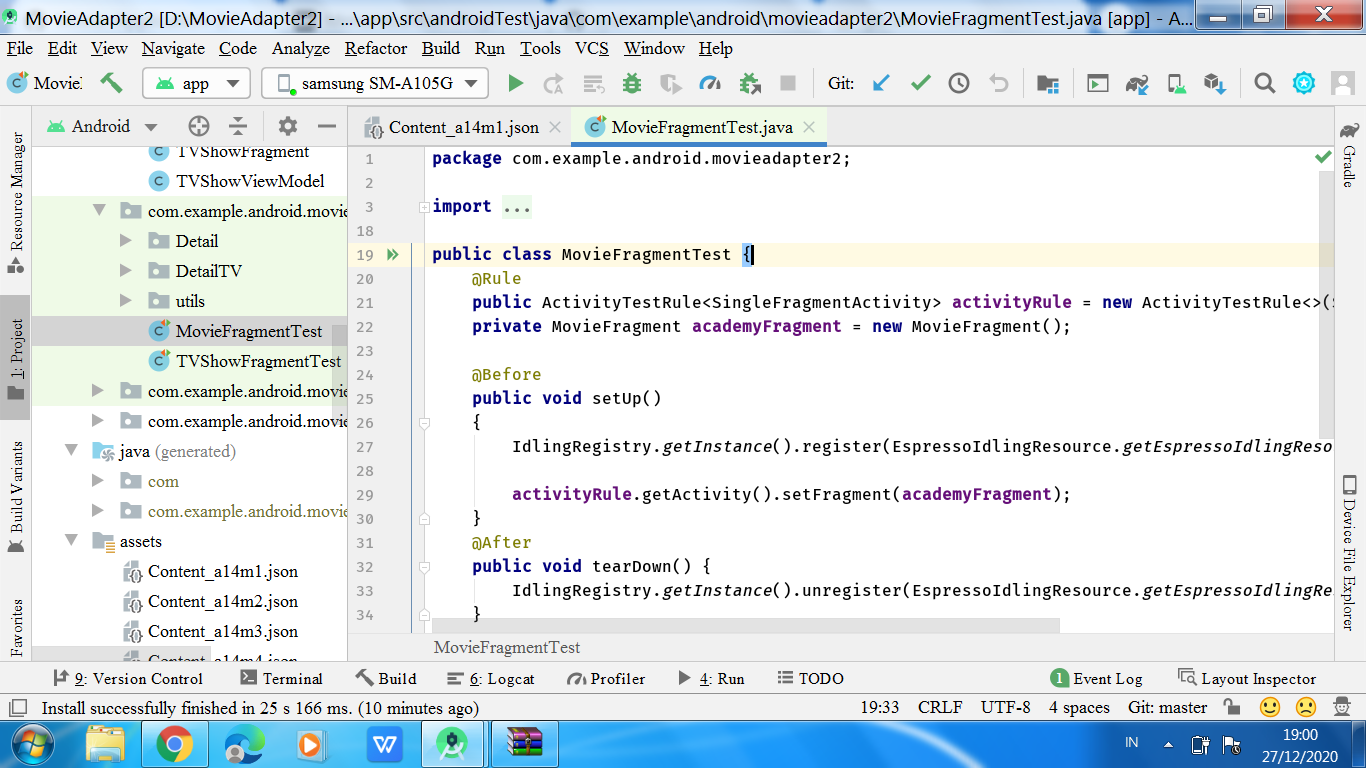 MovieAdapter2 [D:\MovieAdapter2] - ...\app\src\androidTest\java\com\example\android\movieadapter2\MovieFragmentTest.java [app] - A...
File Edit View Navigate Code Analyze Refactor Build Run Tools VCS Window Help
app samsung SM-A105G Git:
Android
Content_a14m1.json MovieFragmentTest.java
Resource Manager
1: Project
Build Variants
Favorites
TVShowFragment
TVShowViewModel
com.example.android.movie
Detail
DetailTV
utils
MovieFragmentTest
TVShowFragmentTest
com.example.android.movie
com.example.android.movie
java (generated)
com
com.example.android.movie
assets
Content_a14m1.json
Content_a14m2.json
Content_a14m3.json
Content_a14m4.json
1 package com.example.android.movieadapter2;
2
3 import ...
18
19 public class MovieFragmentTest {
20 @Rule
21 public ActivityTestRule<SingleFragmentActivity> activityRule = new ActivityTestRule<>(
22 private MovieFragment academyFragment = new MovieFragment();
23
24 @Before
25 public void setUp()
26 {
27 IdlingRegistry.getInstance().register(EspressoIdlingResource.getEspressoIdlingReso
28
29 activityRule.getActivity().setFragment(academyFragment);
30 }
31 @After
32 public void tearDown() {
33 IdlingRegistry.getInstance().unregister(EspressoIdlingResource.getEspressoIdlingRe
34 }
MovieFragmentTest
Gradle
Device File Explorer
9: Version Control Terminal Build 6: Logcat Profiler 4: Run TODO 1 Event Log Layout Inspector
Install successfully finished in 25 s 166 ms. (10 minutes ago) 19:33 CRLF UTF-8 4 spaces Git: master
IN 19:00
27/12/2020